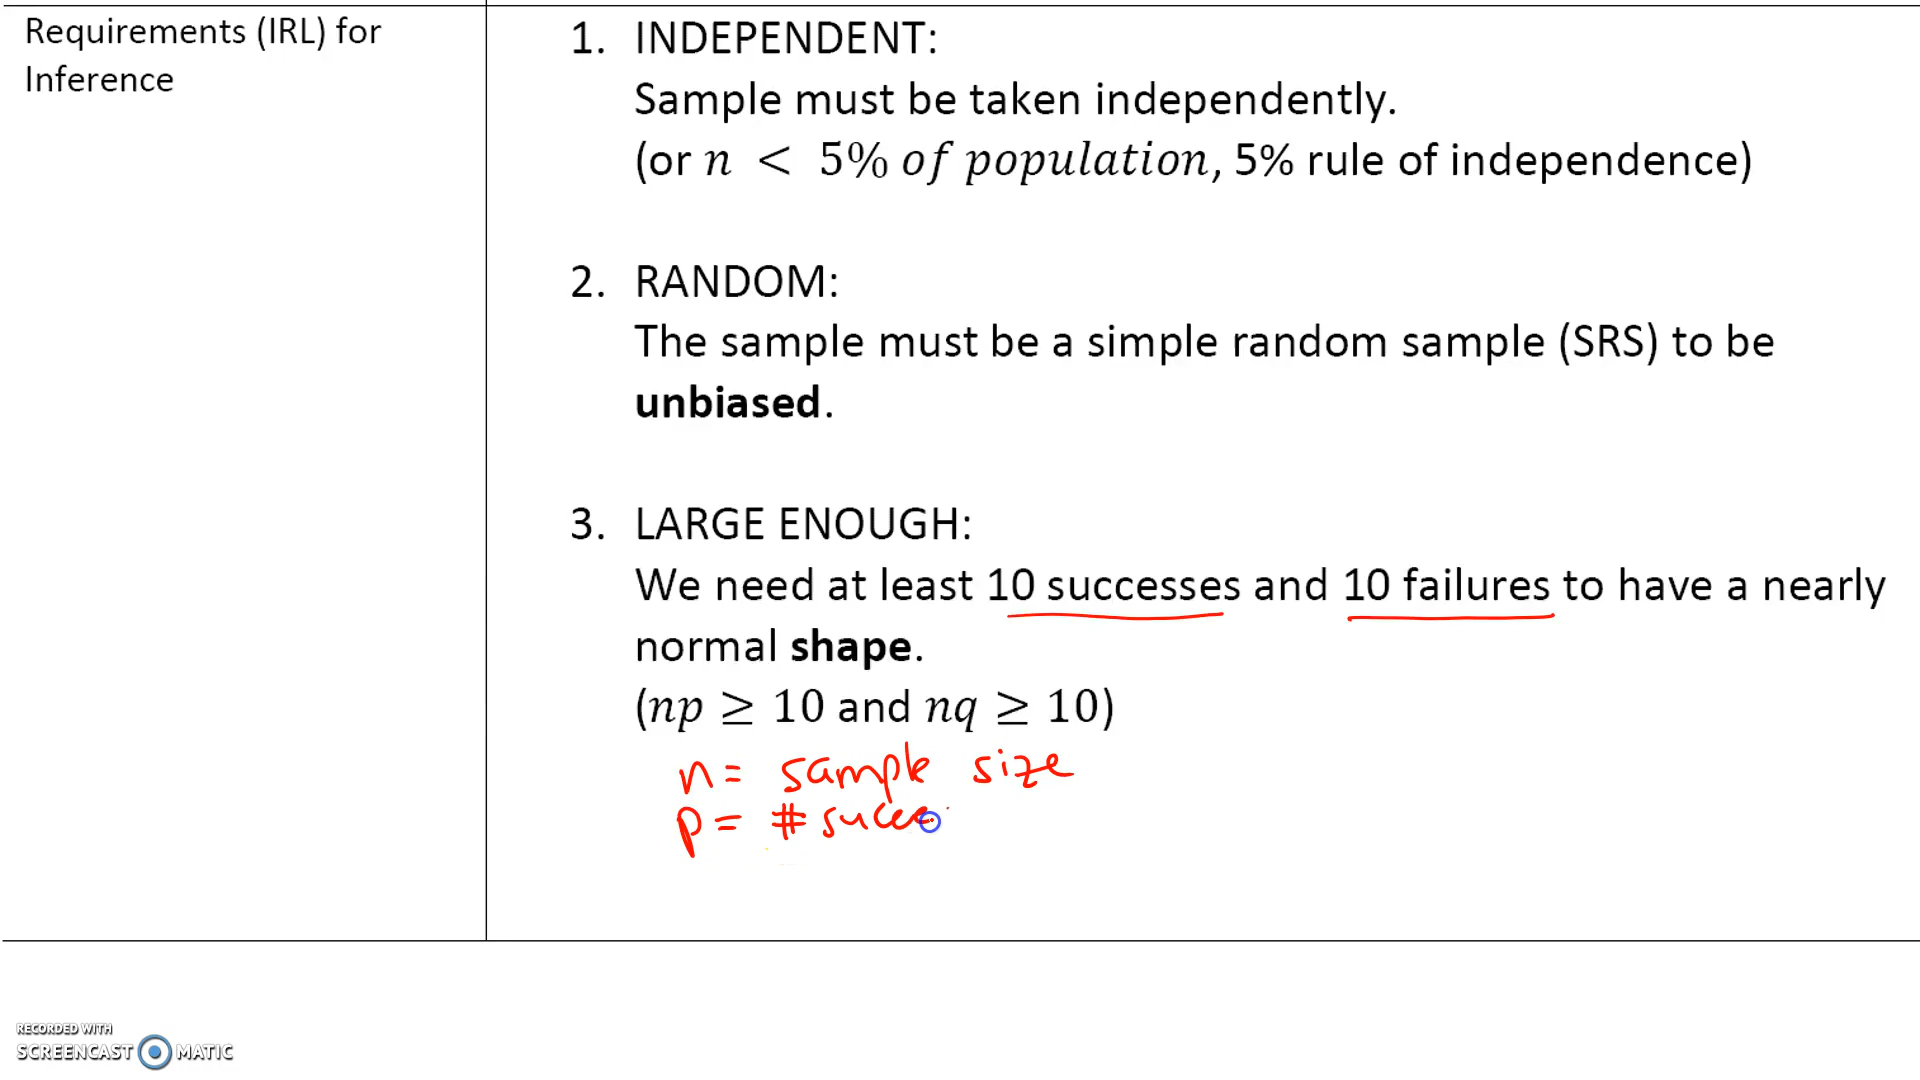 Requirements (IRL) for
Inference
1. INDEPENDENT:
Sample must be taken independently.
(or n < 5% of population, 5% rule of independence)
2. RANDOM:
The sample must be a simple random sample (SRS) to be
unbiased.
3. LARGE ENOUGH:
We need at least 10 successes and 10 failures to have a nearly
normal shape.
(np ≥ 10 and nq ≥ 10)
n = sample size
p = # succe
RECORDED WITH
SCREENCAST MATIC